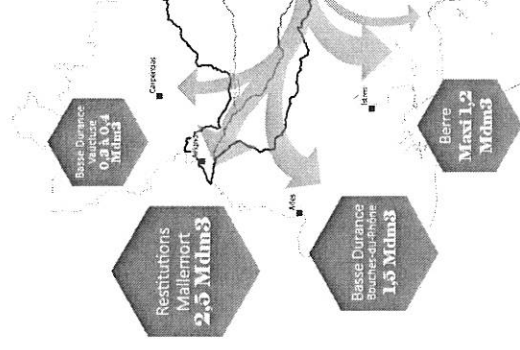 Basse Durance
Vaucluse
0,3 à 0,4
Mdm3
Carpentras
Restitutions
Mallemort
2,5 Mdm3
Arles
Istres
Basse Durance
Bouches-du-Rhône
1,5 Mdm3
Berre
Maxi 1,2
Mdm3